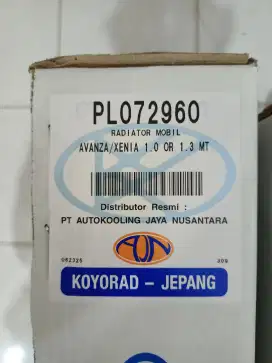 PL072960
RADIATOR MOBIL
AVANZA/XENIA 1.0 OR 1.3 MT
Distributor Resmi :
PT AUTOKOOLING JAYA NUSANTARA
AJN
062325
KOYORAD - JEPANG